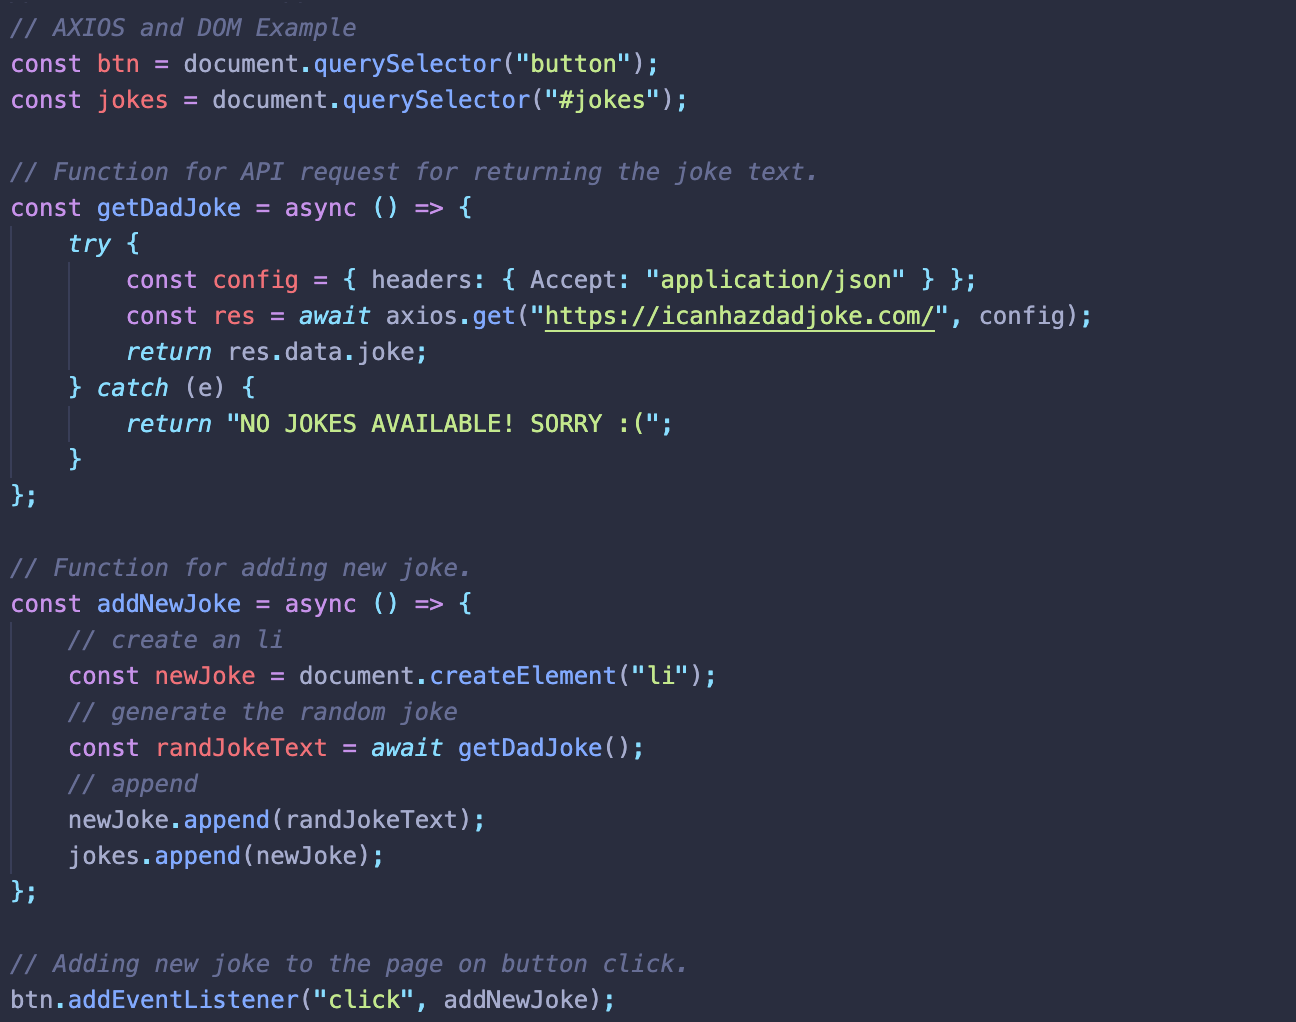 // AXIOS and DOM Example
const btn = document.querySelector("button");
const jokes = document.querySelector("#jokes");

// Function for API request for returning the joke text.
const getDadJoke = async () => {
    try {
        const config = { headers: { Accept: "application/json" } };
        const res = await axios.get("https://icanhazdadjoke.com/", config);
        return res.data.joke;
    } catch (e) {
        return "NO JOKES AVAILABLE! SORRY :(";
    }
};

// Function for adding new joke.
const addNewJoke = async () => {
    // create an li
    const newJoke = document.createElement("li");
    // generate the random joke
    const randJokeText = await getDadJoke();
    // append
    newJoke.append(randJokeText);
    jokes.append(newJoke);
};

// Adding new joke to the page on button click.
btn.addEventListener("click", addNewJoke);